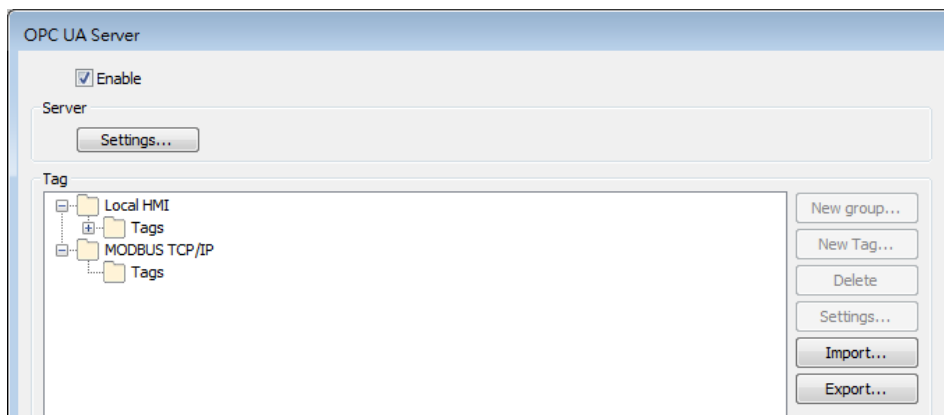 OPC UA Server
Enable
Server
Settings...
Tag
Local HMI
Tags
MODBUS TCP/IP
Tags
New group...
New Tag...
Delete
Settings...
Import...
Export...